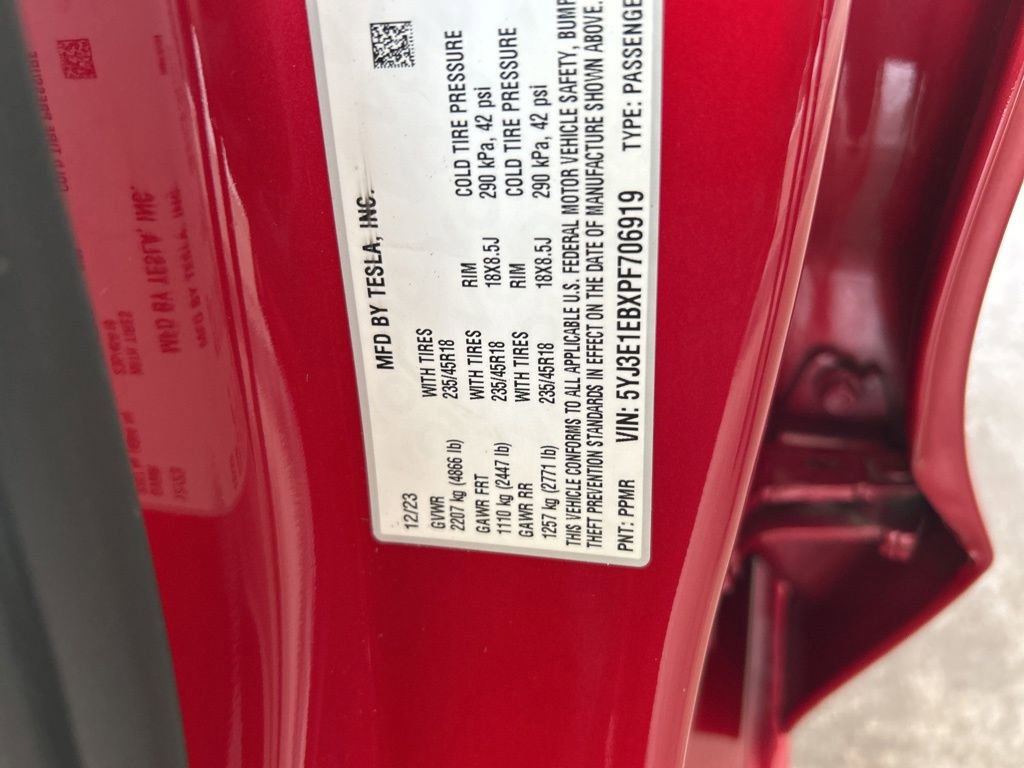 MFD BY TESLA, INC.
12/23
GVWR WITH TIRES RIM COLD TIRE PRESSURE
2207 kg (4866 lb) 235/45R18 18X8.5J 290 kPa, 42 psi
GAWR FRT WITH TIRES RIM COLD TIRE PRESSURE
1110 kg (2447 lb) 235/45R18 18X8.5J 290 kPa, 42 psi
GAWR RR WITH TIRES
1257 kg (2771 lb) 235/45R18
THIS VEHICLE CONFORMS TO ALL APPLICABLE U.S. FEDERAL MOTOR VEHICLE SAFETY, BUMP
THEFT PREVENTION STANDARDS IN EFFECT ON THE DATE OF MANUFACTURE SHOWN ABOVE.
PNT: PPMR VIN: 5YJ3E1EBXPF706919 TYPE: PASSENGE